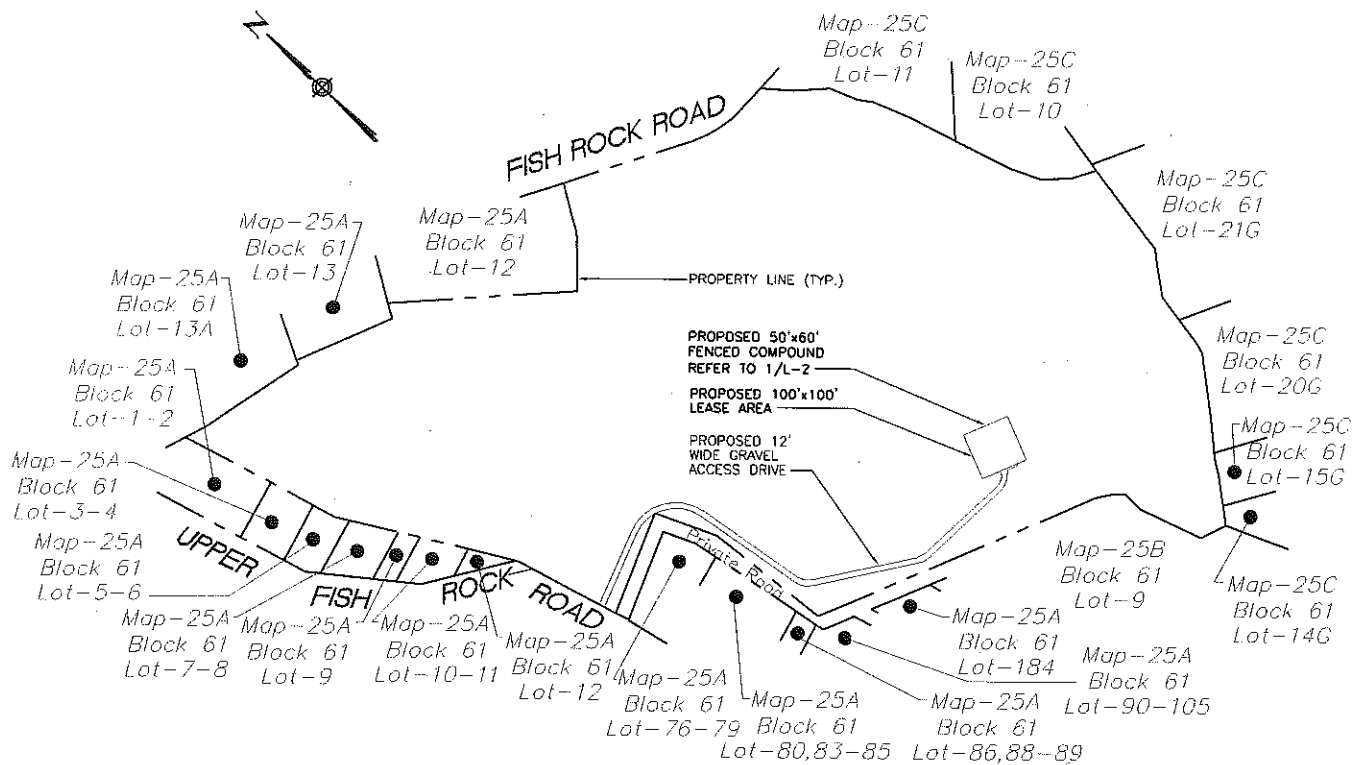 N
Map-25C
Block 61
Lot-11
Map-25C
Block 61
Lot-10
FISH ROCK ROAD
Map-25C
Block 61
Lot-21G
Map-25A
Block 61
Lot-13
Map-25A
Block 61
Lot-12
Map-25A
Block 61
Lot-13A
PROPERTY LINE (TYP.)
PROPOSED 50'x60'
FENCED COMPOUND
REFER TO 1/L-2
PROPOSED 100'x100'
LEASE AREA
PROPOSED 12'
WIDE GRAVEL
ACCESS DRIVE
Map-25C
Block 61
Lot-20G
Map-25A
Block 61
Lot-1-2
Map-25C
Block 61
Lot-15G
Map-25A
Block 61
Lot-3-4
UPPER FISH ROCK ROAD
Private Road
Map-25A
Block 61
Lot-5-6
Map-25B
Block 61
Lot-9
Map-25C
Block 61
Lot-14G
Map-25A
Block 61
Lot-7-8
Map-25A
Block 61
Lot-9
Map-25A
Block 61
Lot-10-11
Map-25A
Block 61
Lot-12
Map-25A
Block 61
Lot-76-79
Map-25A
Block 61
Lot-80,83-85
Map-25A
Block 61
Lot-86,88-89
Map-25A
Block 61
Lot-184
Map-25A
Block 61
Lot-90-105